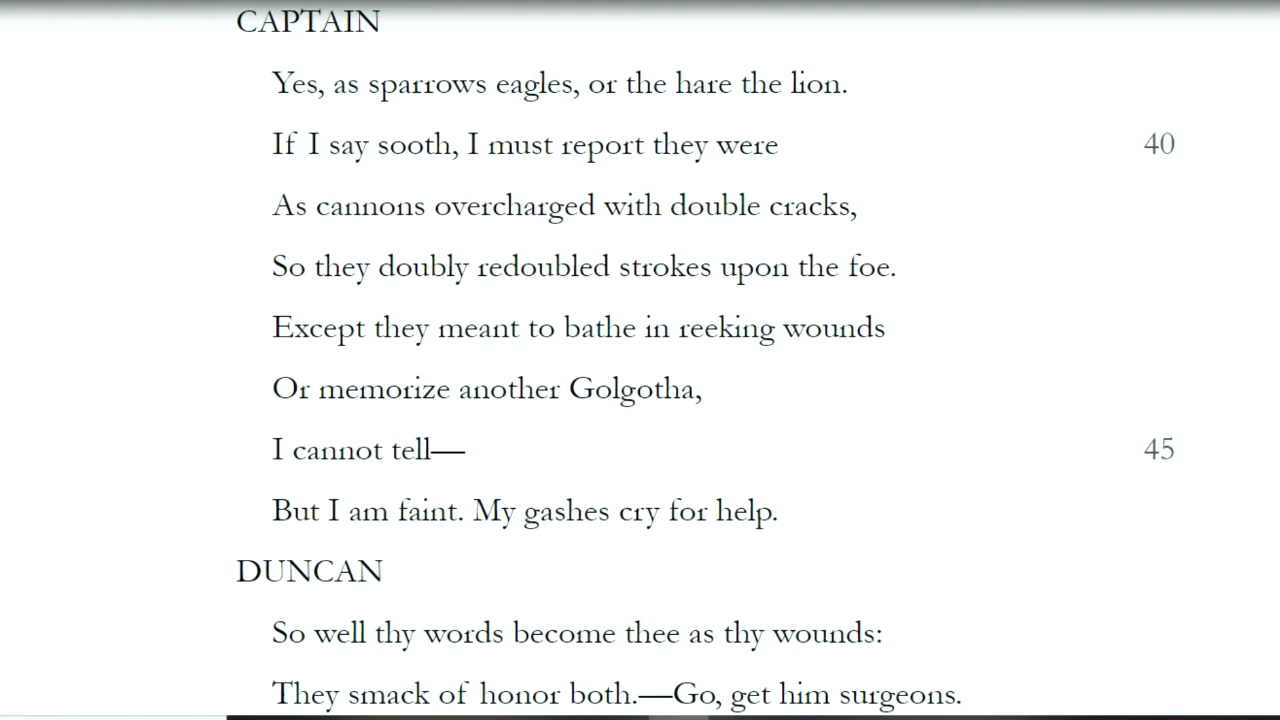 CAPTAIN
Yes, as sparrows eagles, or the hare the lion.
If I say sooth, I must report they were 40
As cannons overcharged with double cracks,
So they doubly redoubled strokes upon the foe.
Except they meant to bathe in reeking wounds
Or memorize another Golgotha,
I cannot tell— 45
But I am faint. My gashes cry for help.
DUNCAN
So well thy words become thee as thy wounds:
They smack of honor both.—Go, get him surgeons.